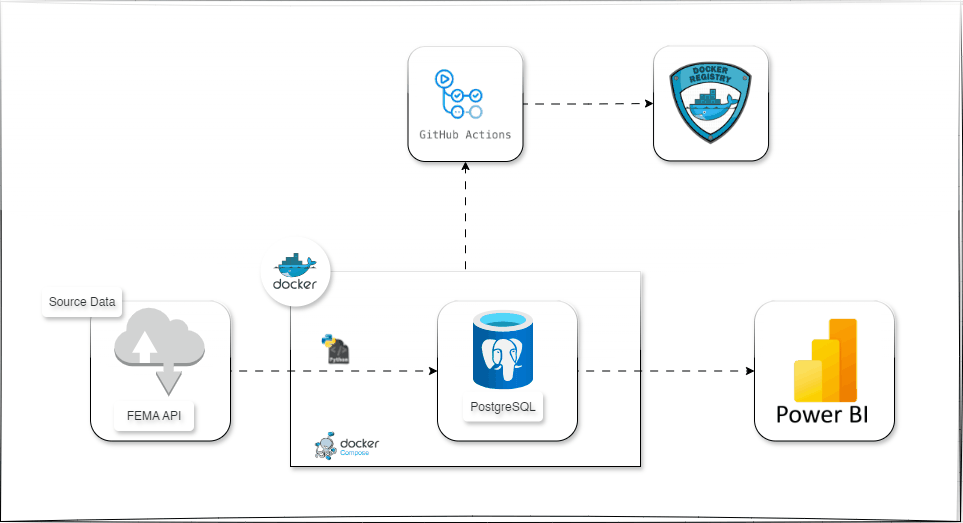 DOCKER
REGISTRY
GitHub Actions
docker
Source Data
Python
FEMA API
PostgreSQL
Power BI
docker
Compose